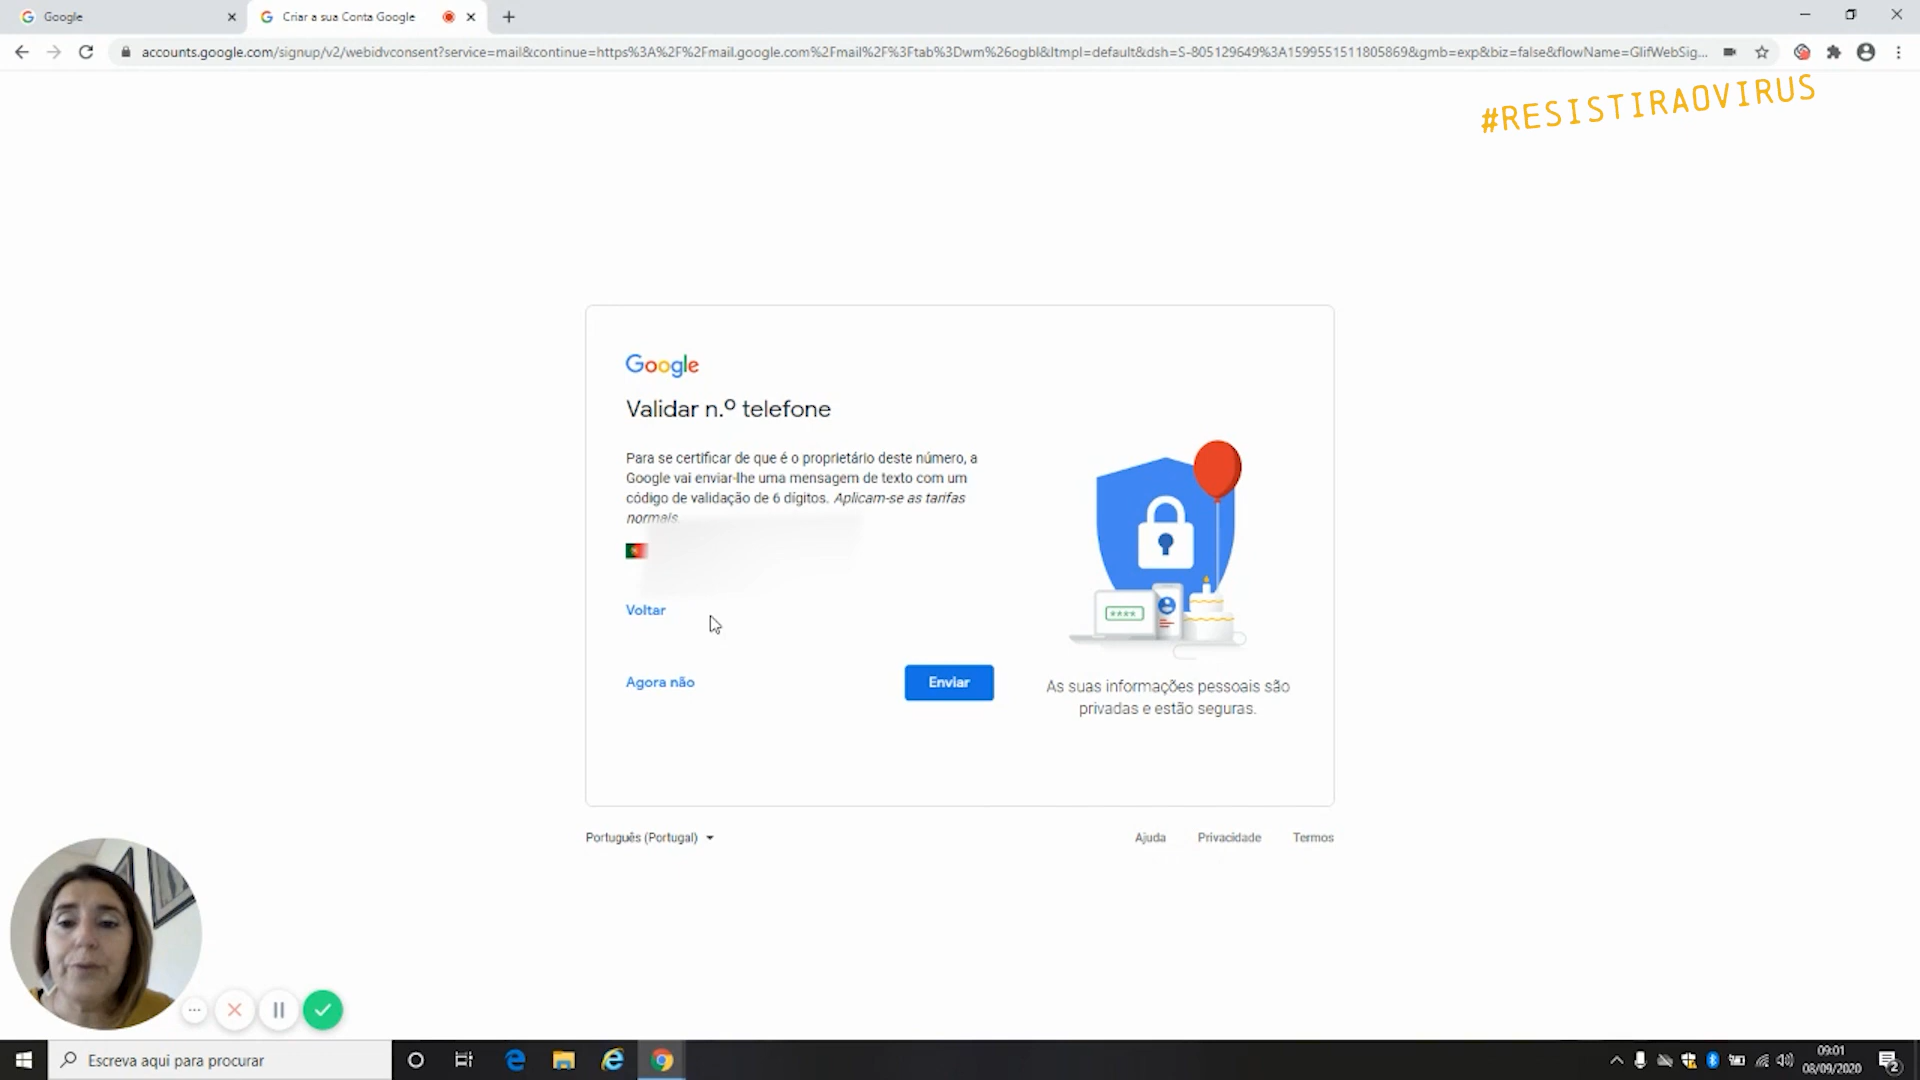 Google
Criar a sua Conta Google
accounts.google.com/signup/v2/webidvconsent?service=mail&continue=https%3A%2F%2Fmail.google.com%2Fmail%2F%3Ftab%3Dwm%26ogbl&ltmpl=default&dsh=S-805129649%3A1599551511805869&gmb=exp&biz=false&flowName=GlifWebSig...
#RESISTIRAOVIRUS
Google
Validar n.º telefone
Para se certificar de que é o proprietário deste número, a
Google vai enviar-lhe uma mensagem de texto com um
código de validação de 6 dígitos. Aplicam-se as tarifas
normais.
Voltar
Agora não
Enviar
****
As suas informações pessoais são
privadas e estão seguras.
Português (Portugal)
Ajuda
Privacidade
Termos
Escreva aqui para procurar
09:01
08/09/2020
2